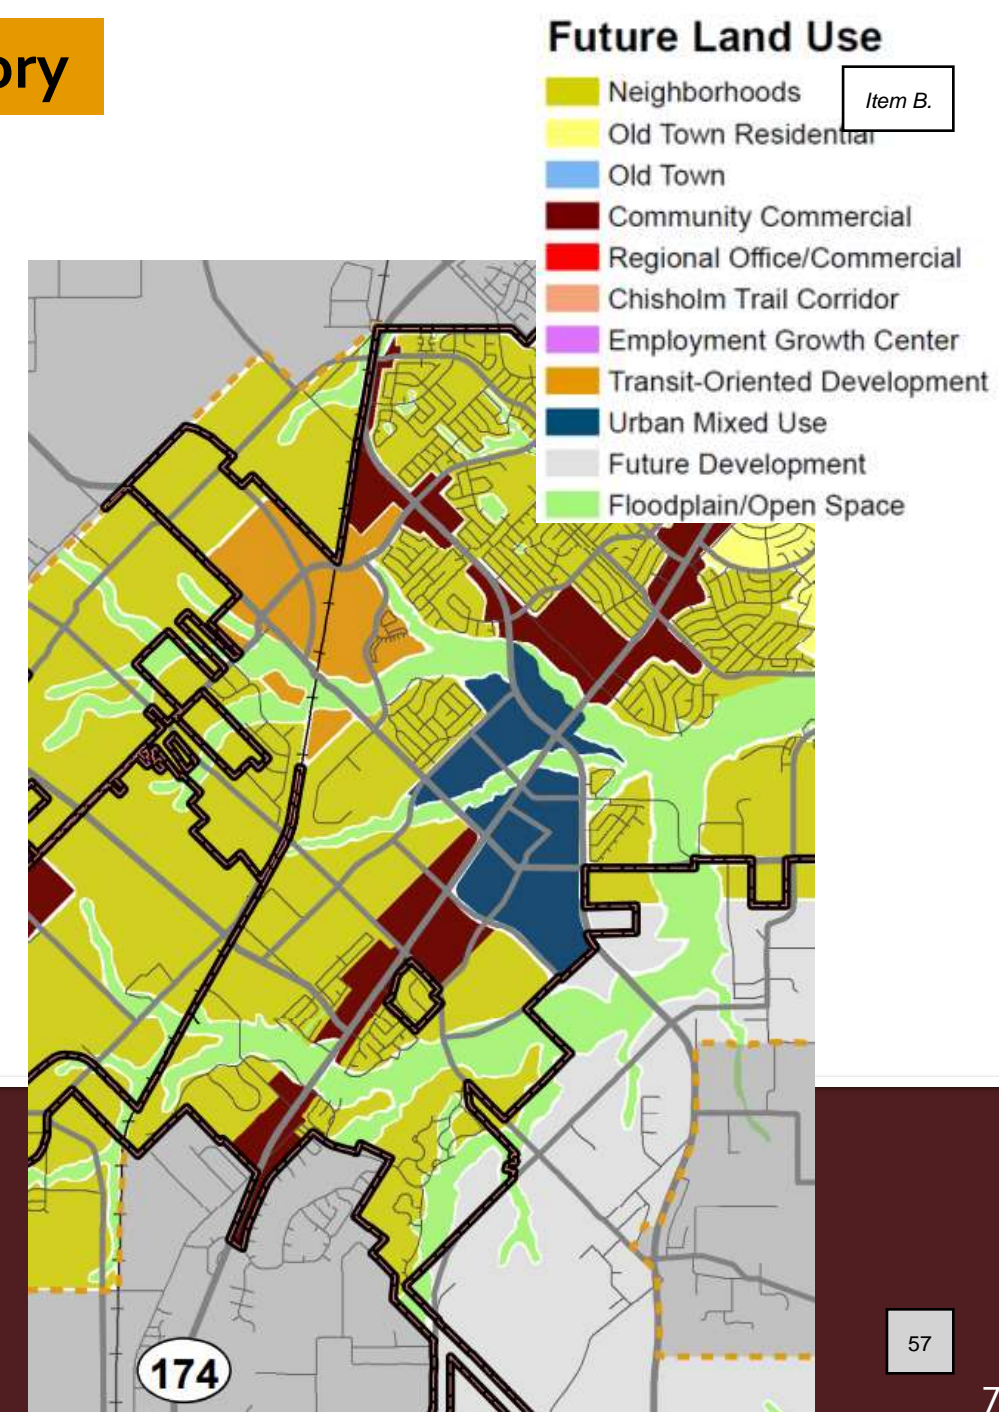 ory
Future Land Use
Neighborhoods
Item B.
Old Town Residential
Old Town
Community Commercial
Regional Office/Commercial
Chisholm Trail Corridor
Employment Growth Center
Transit-Oriented Development
Urban Mixed Use
Future Development
Floodplain/Open Space
174
57
7